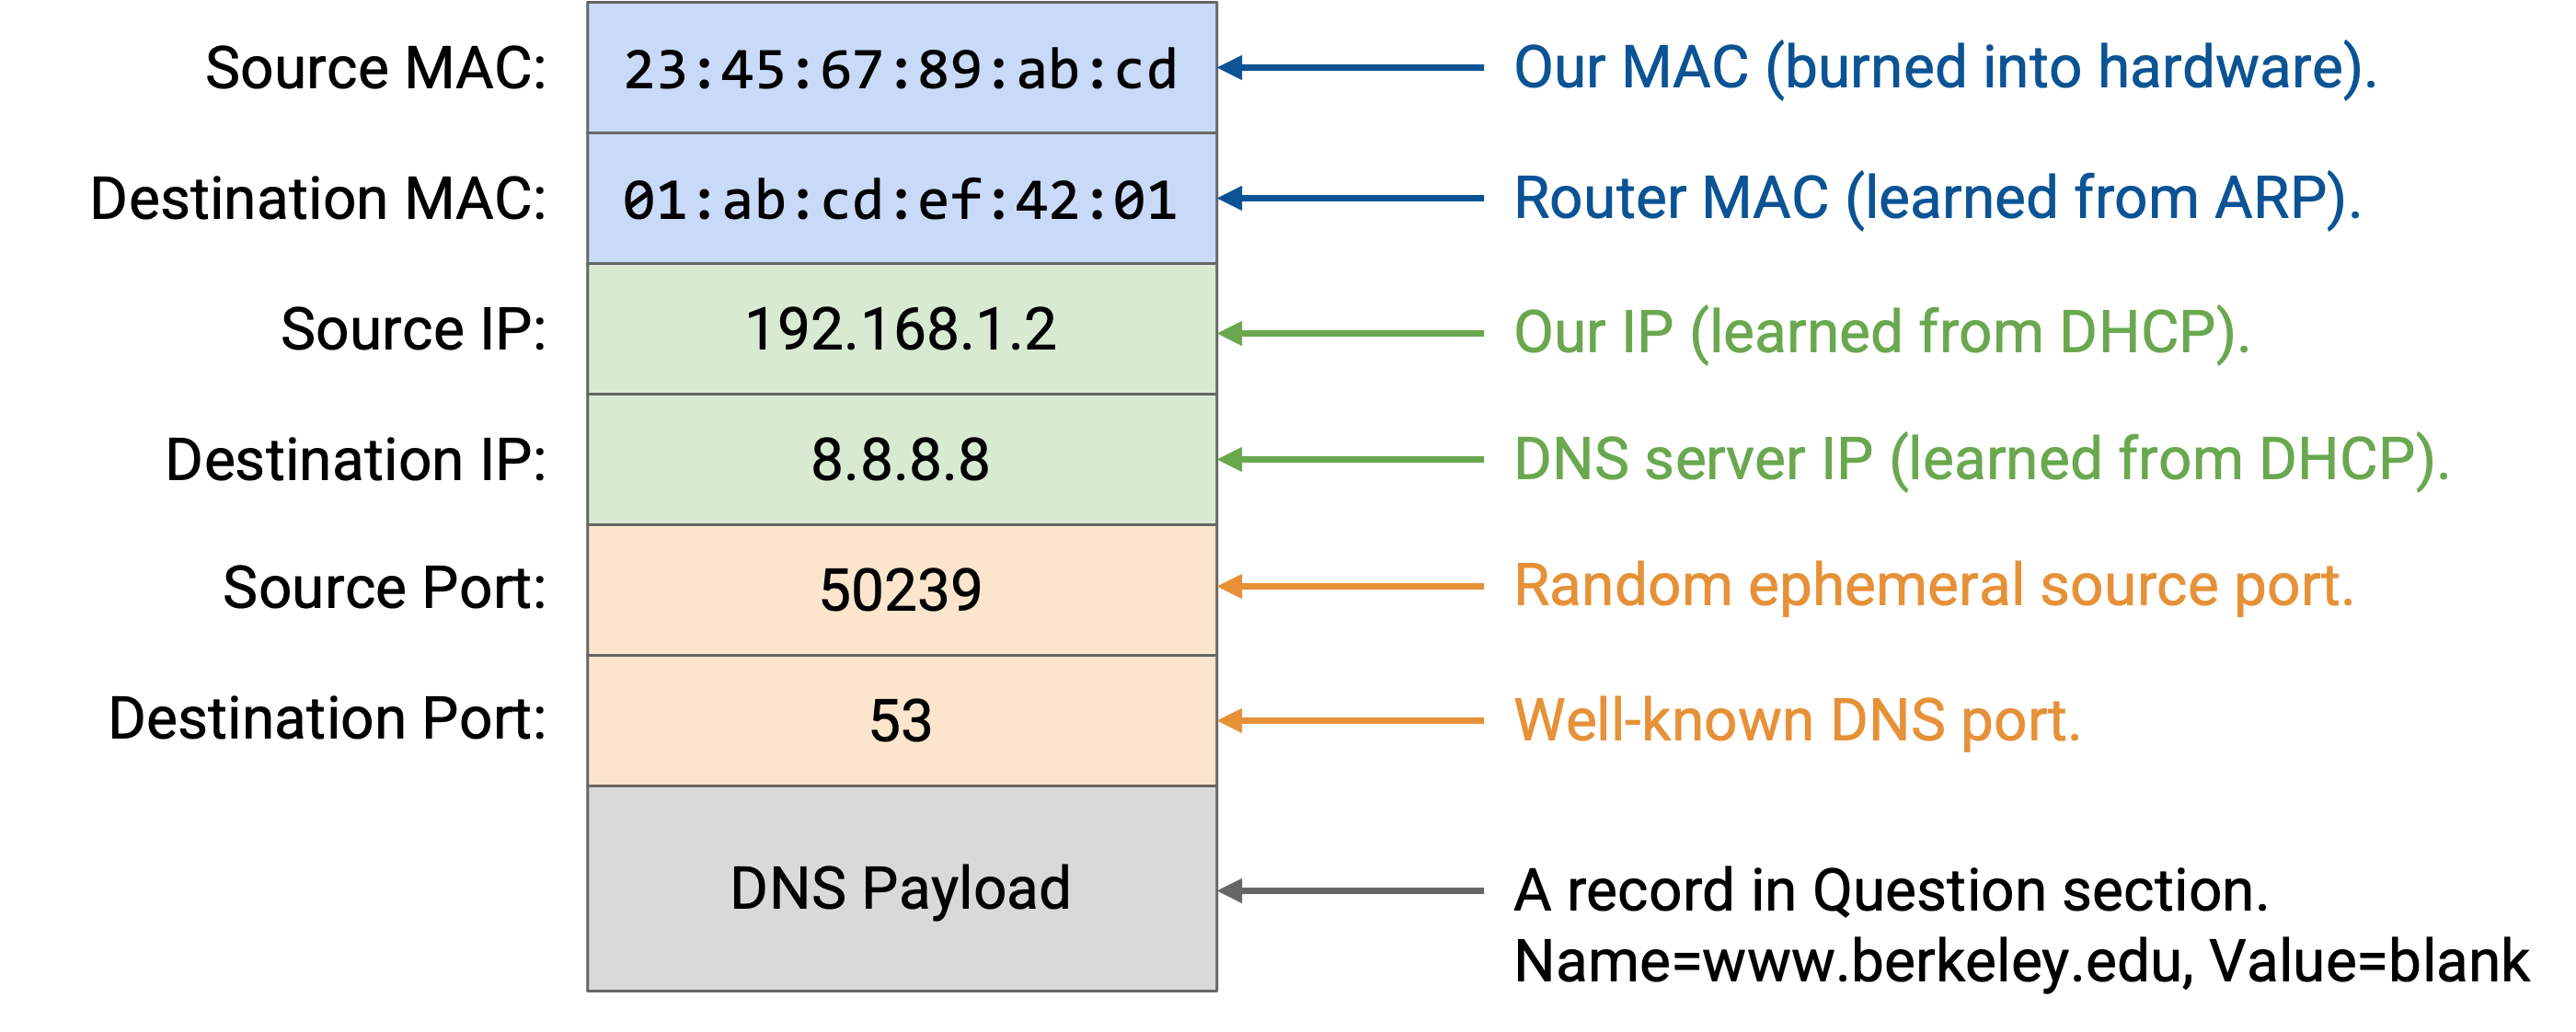 Source MAC: 23:45:67:89:ab:cd Our MAC (burned into hardware).
Destination MAC: 01:ab:cd:ef:42:01 Router MAC (learned from ARP).
Source IP: 192.168.1.2 Our IP (learned from DHCP).
Destination IP: 8.8.8.8 DNS server IP (learned from DHCP).
Source Port: 50239 Random ephemeral source port.
Destination Port: 53 Well-known DNS port.
DNS Payload A record in Question section.
Name=www.berkeley.edu, Value=blank